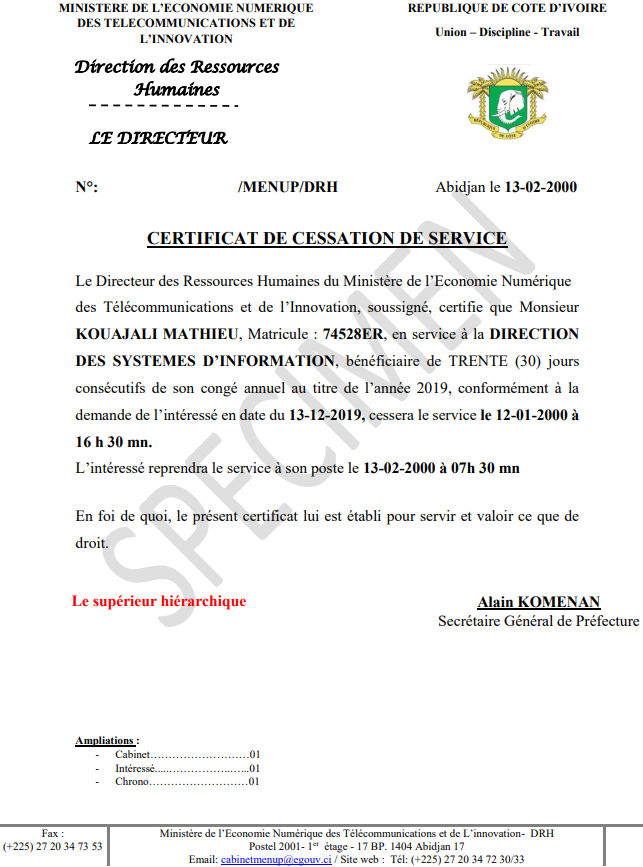 MINISTERE DE L’ECONOMIE NUMERIQUE
DES TELECOMMUNICATIONS ET DE
L’INNOVATION
REPUBLIQUE DE COTE D’IVOIRE
Union – Discipline - Travail
Direction des Ressources
Humaines
LE DIRECTEUR
REPUBLIQUE DE COTE D'IVOIRE
N°: /MENUP/DRH Abidjan le 13-02-2000
CERTIFICAT DE CESSATION DE SERVICE
Le Directeur des Ressources Humaines du Ministère de l’Economie Numérique
des Télécommunications et de l’Innovation, soussigné, certifie que Monsieur
KOUAJALI MATHIEU, Matricule : 74528ER, en service à la DIRECTION
DES SYSTEMES D’INFORMATION, bénéficiaire de TRENTE (30) jours
consécutifs de son congé annuel au titre de l’année 2019, conformément à la
demande de l’intéressé en date du 13-12-2019, cessera le service le 12-01-2000 à
16 h 30 mn.
L’intéressé reprendra le service à son poste le 13-02-2000 à 07h 30 mn
En foi de quoi, le présent certificat lui est établi pour servir et valoir ce que de
droit.
SPECIMEN
Le supérieur hiérarchique
Alain KOMENAN
Secrétaire Général de Préfecture
Ampliations :
- Cabinet………………………01
- Intéressé...……………..…..01
- Chrono………………………01
Fax :
(+225) 27 20 34 73 53
Ministère de l’Economie Numérique des Télécommunications et de L’innovation- DRH
Postel 2001- 1er étage - 17 BP. 1404 Abidjan 17
Email: cabinetmenup@egouv.ci / Site web : Tél: (+225) 27 20 34 72 30/33